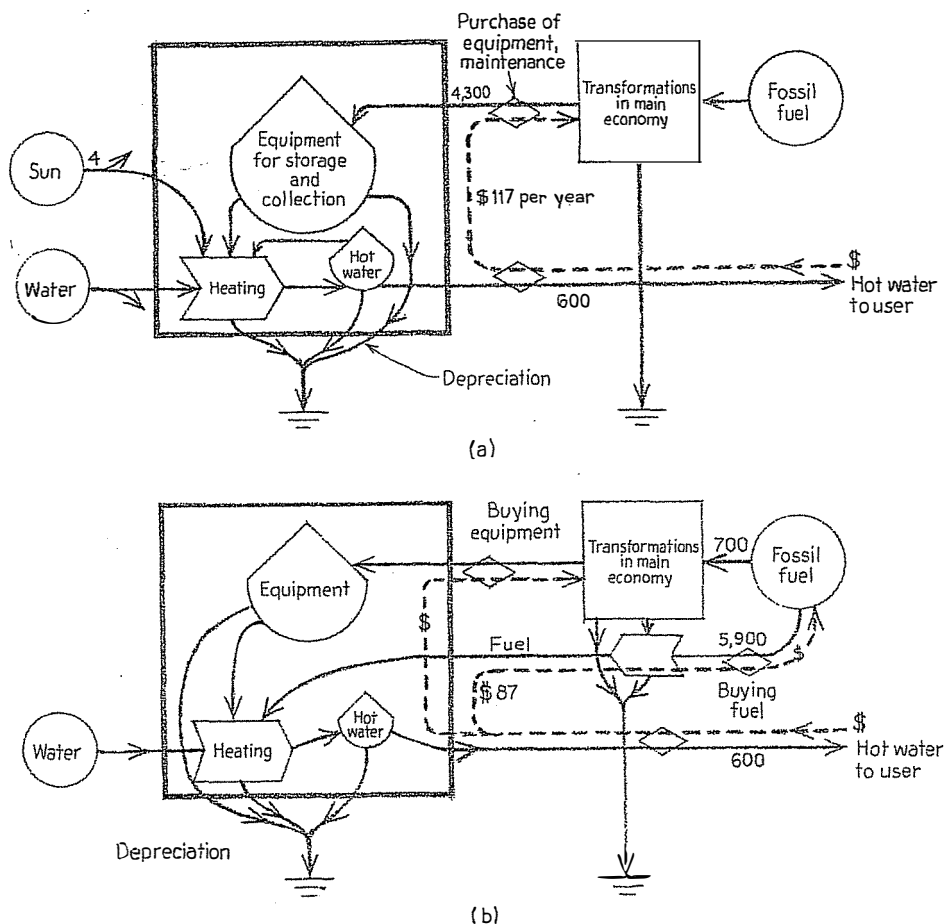 Purchase of
equipment,
maintenance
4,300
Transformations
in main
economy
Fossil
fuel
Sun
4
Equipment
for storage
and
collection
$117 per year
Hot
water
Water
Heating
$
Hot water
to user
600
Depreciation
(a)
Buying
equipment
Transformations
in main
economy
700
Fossil
fuel
Equipment
$
Fuel
5,900
$
$87
Buying
fuel
Hot
water
$
Water
Heating
Hot water
to user
600
Depreciation
(b)